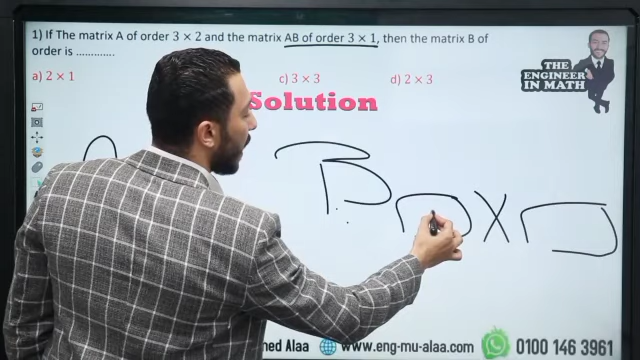 1) If The matrix A of order 3 × 2 and the matrix AB of order 3 × 1, then the matrix B of
order is .............
a) 2 × 1
c) 3 × 3
d) 2 × 3
THE
ENGINEER
IN MATH
Solution
B
X
ned Alaa
www.eng-mu-alaa.com
0100 146 3961